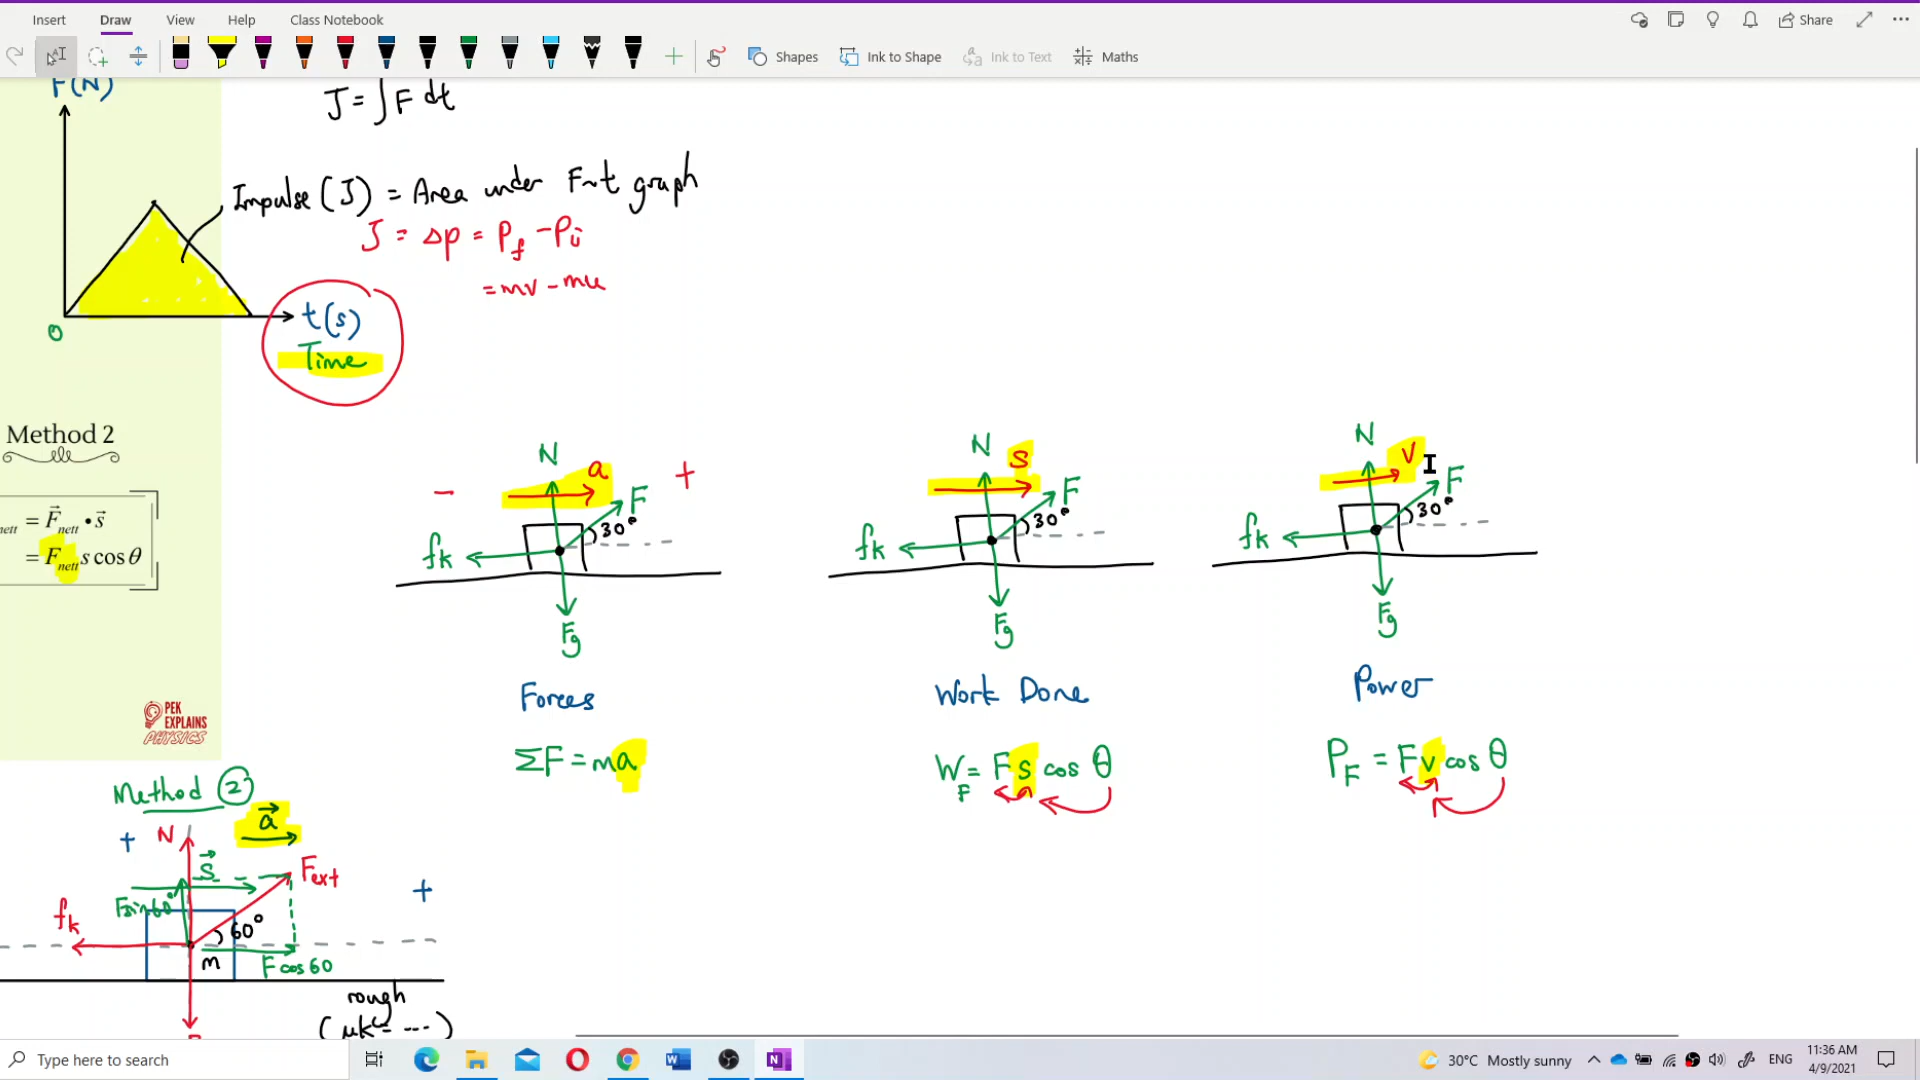 Insert Draw View Help Class Notebook
Share
Shapes Ink to Shape Ink to Text Maths
F(N)
J = ∫ F dt
Impulse (J) = Area under F~t graph
J = Δp = Pf - Pi
= mv - mu
t(s)
Time
0
Method 2
nett = F⃗nett • s⃗
= Fnett s cos θ
PEK
EXPLAINS
PHYSICS
- N a F +
30°
fk
Fg
Forces
ΣF = ma
N s
F
30°
fk
Fg
Work Done
WF = F s cos θ
N v
F
30°
fk
Fg
Power
PF = F v cos θ
Method 2
+ N a⃗
s⃗ Fext
Fsin60° +
fk 60°
m F cos 60
rough
(μk = ---)
Type here to search
30°C Mostly sunny ENG 11:36 AM
4/9/2021